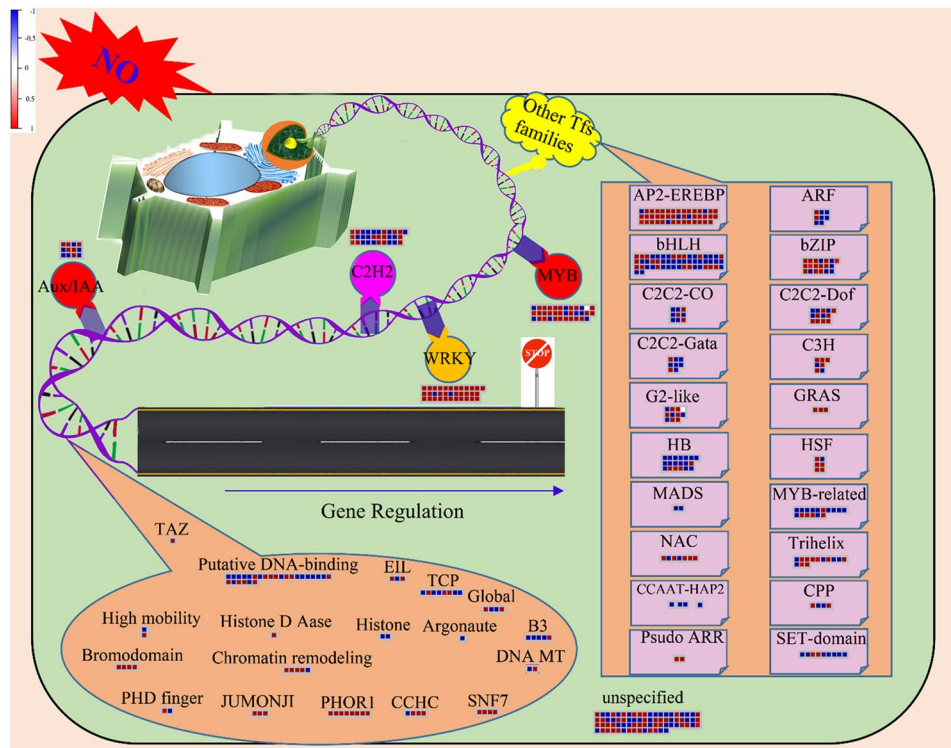 -1
-0.5
0
0.5
1
NO
Other Tfs
families
Aux/IAA
C2H2
MYB
WRKY
STOP
Gene Regulation
AP2-EREBP
ARF
bHLH
bZIP
C2C2-CO
C2C2-Dof
C2C2-Gata
C3H
G2-like
GRAS
HB
HSF
MADS
MYB-related
NAC
Trihelix
CCAAT-HAP2
CPP
Psudo ARR
SET-domain
unspecified
TAZ
Putative DNA-binding
EIL
TCP
Global
High mobility
Histone D Aase
Histone
Argonaute
B3
Bromodomain
Chromatin remodeling
DNA MT
PHD finger
JUMONJI
PHOR1
CCHC
SNF7